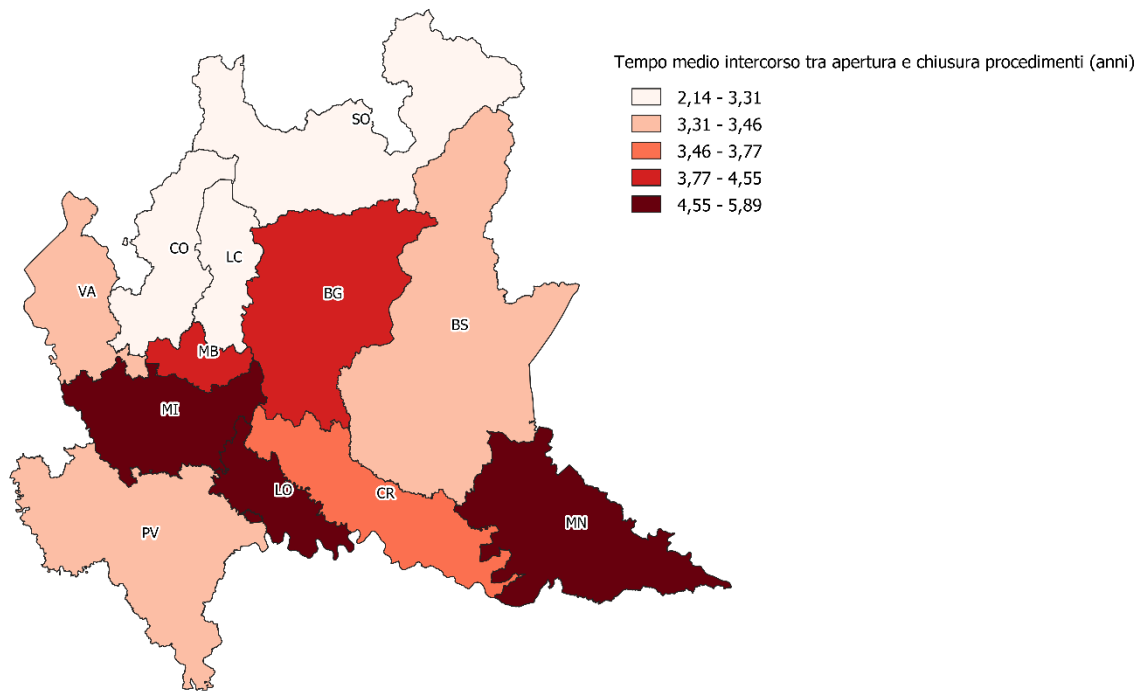 Tempo medio intercorso tra apertura e chiusura procedimenti (anni)
2,14 - 3,31
3,31 - 3,46
3,46 - 3,77
3,77 - 4,55
4,55 - 5,89
SO
CO
LC
VA
BG
BS
MB
MI
LO
CR
PV
MN